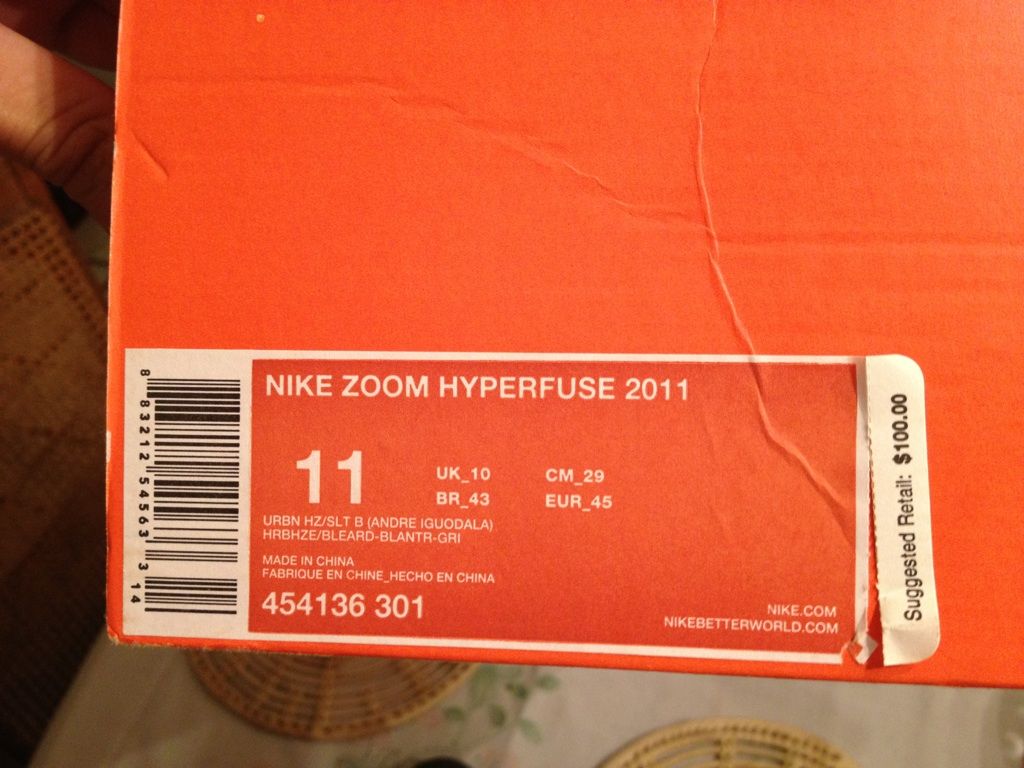 NIKE ZOOM HYPERFUSE 2011
11
UK_10 CM_29
BR_43 EUR_45
URBN HZ/SLT B (ANDRE IGUODALA)
HRBHZE/BLEARD-BLANTR-GRI
MADE IN CHINA
FABRIQUE EN CHINE_HECHO EN CHINA
454136 301
NIKE.COM
NIKEBETTERWORLD.COM
8 83212 54563 3 14
Suggested Retail: $100.00